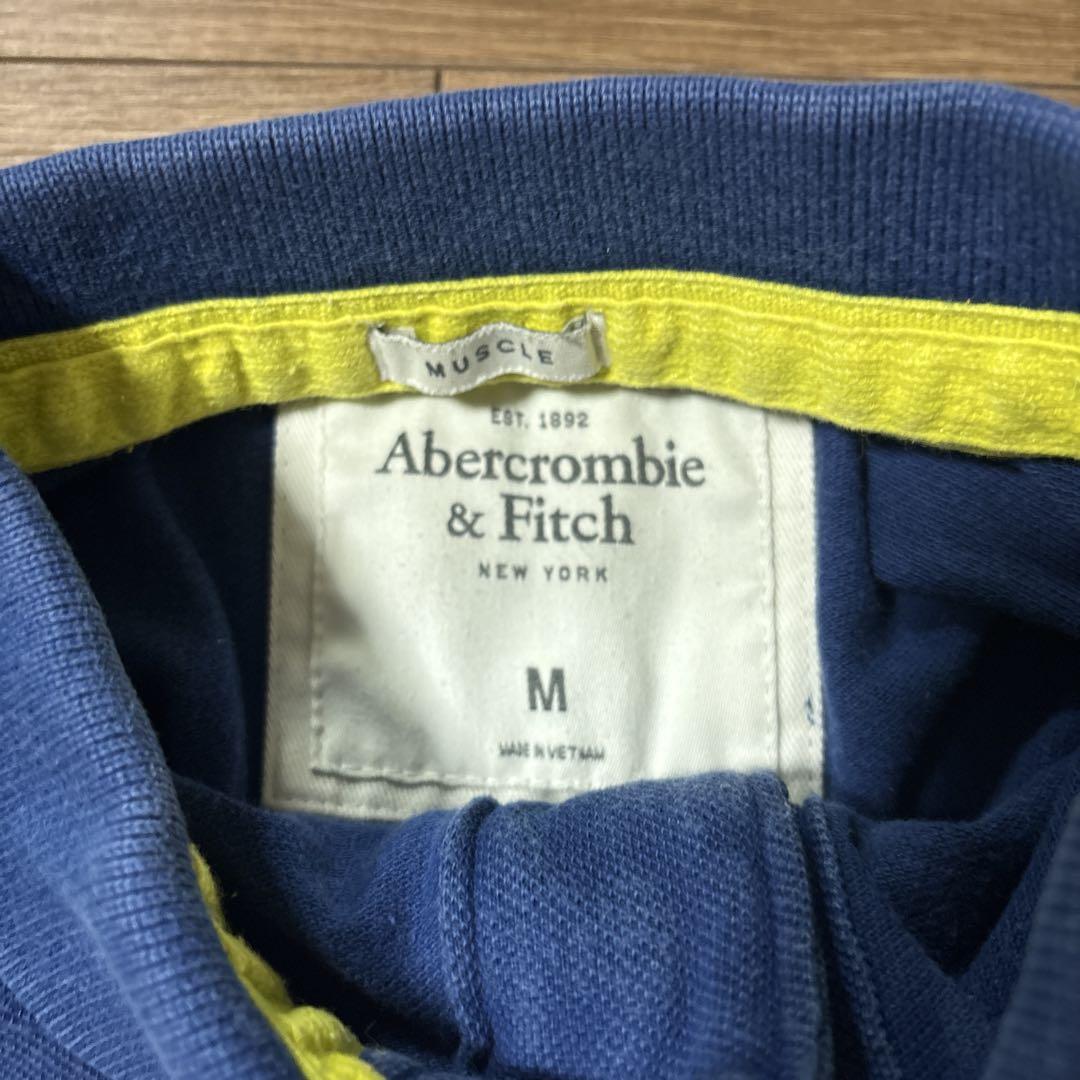 MUSCLE
EST. 1892
Abercrombie
& Fitch
NEW YORK
M
MADE IN VIETNAM